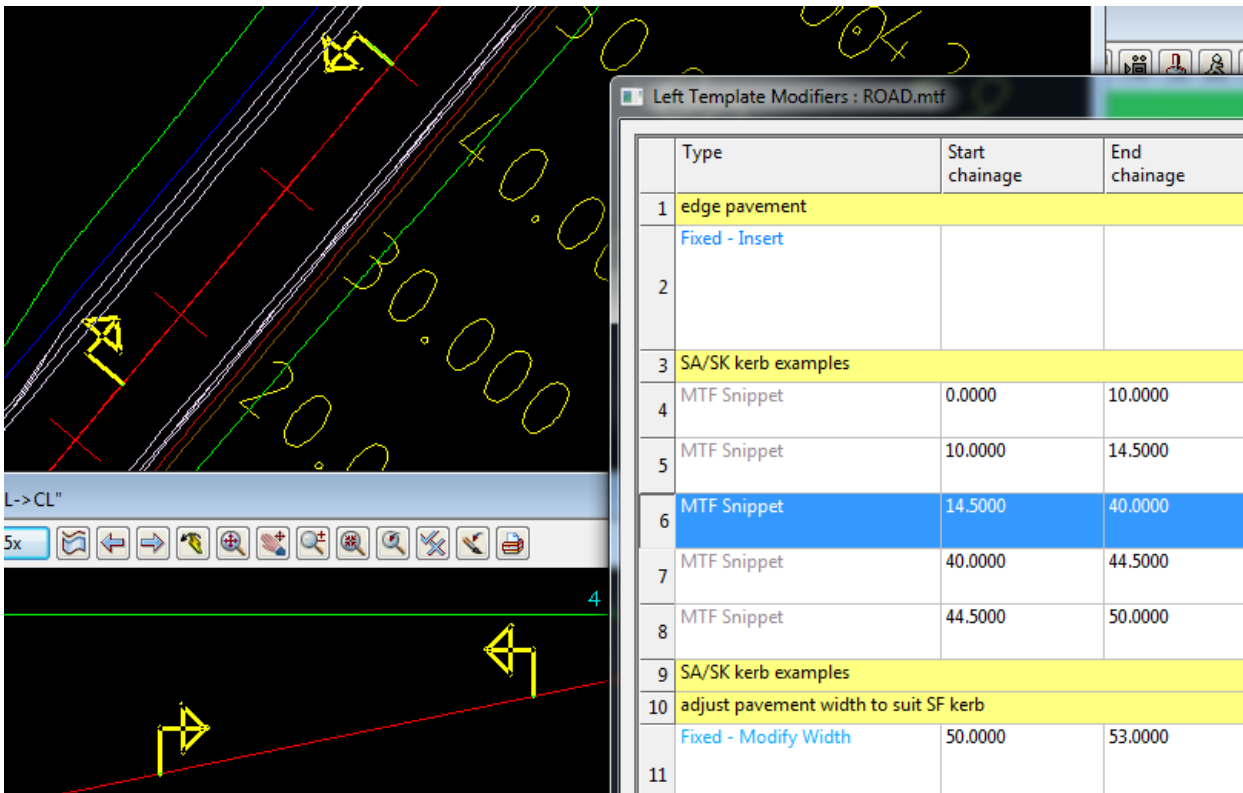 40.00
30.000
20.0
L->CL"
5x
4
Left Template Modifiers : ROAD.mtf
Type Start chainage End chainage
1 edge pavement
2 Fixed - Insert
3 SA/SK kerb examples
4 MTF Snippet 0.0000 10.0000
5 MTF Snippet 10.0000 14.5000
6 MTF Snippet 14.5000 40.0000
7 MTF Snippet 40.0000 44.5000
8 MTF Snippet 44.5000 50.0000
9 SA/SK kerb examples
10 adjust pavement width to suit SF kerb
11 Fixed - Modify Width 50.0000 53.0000